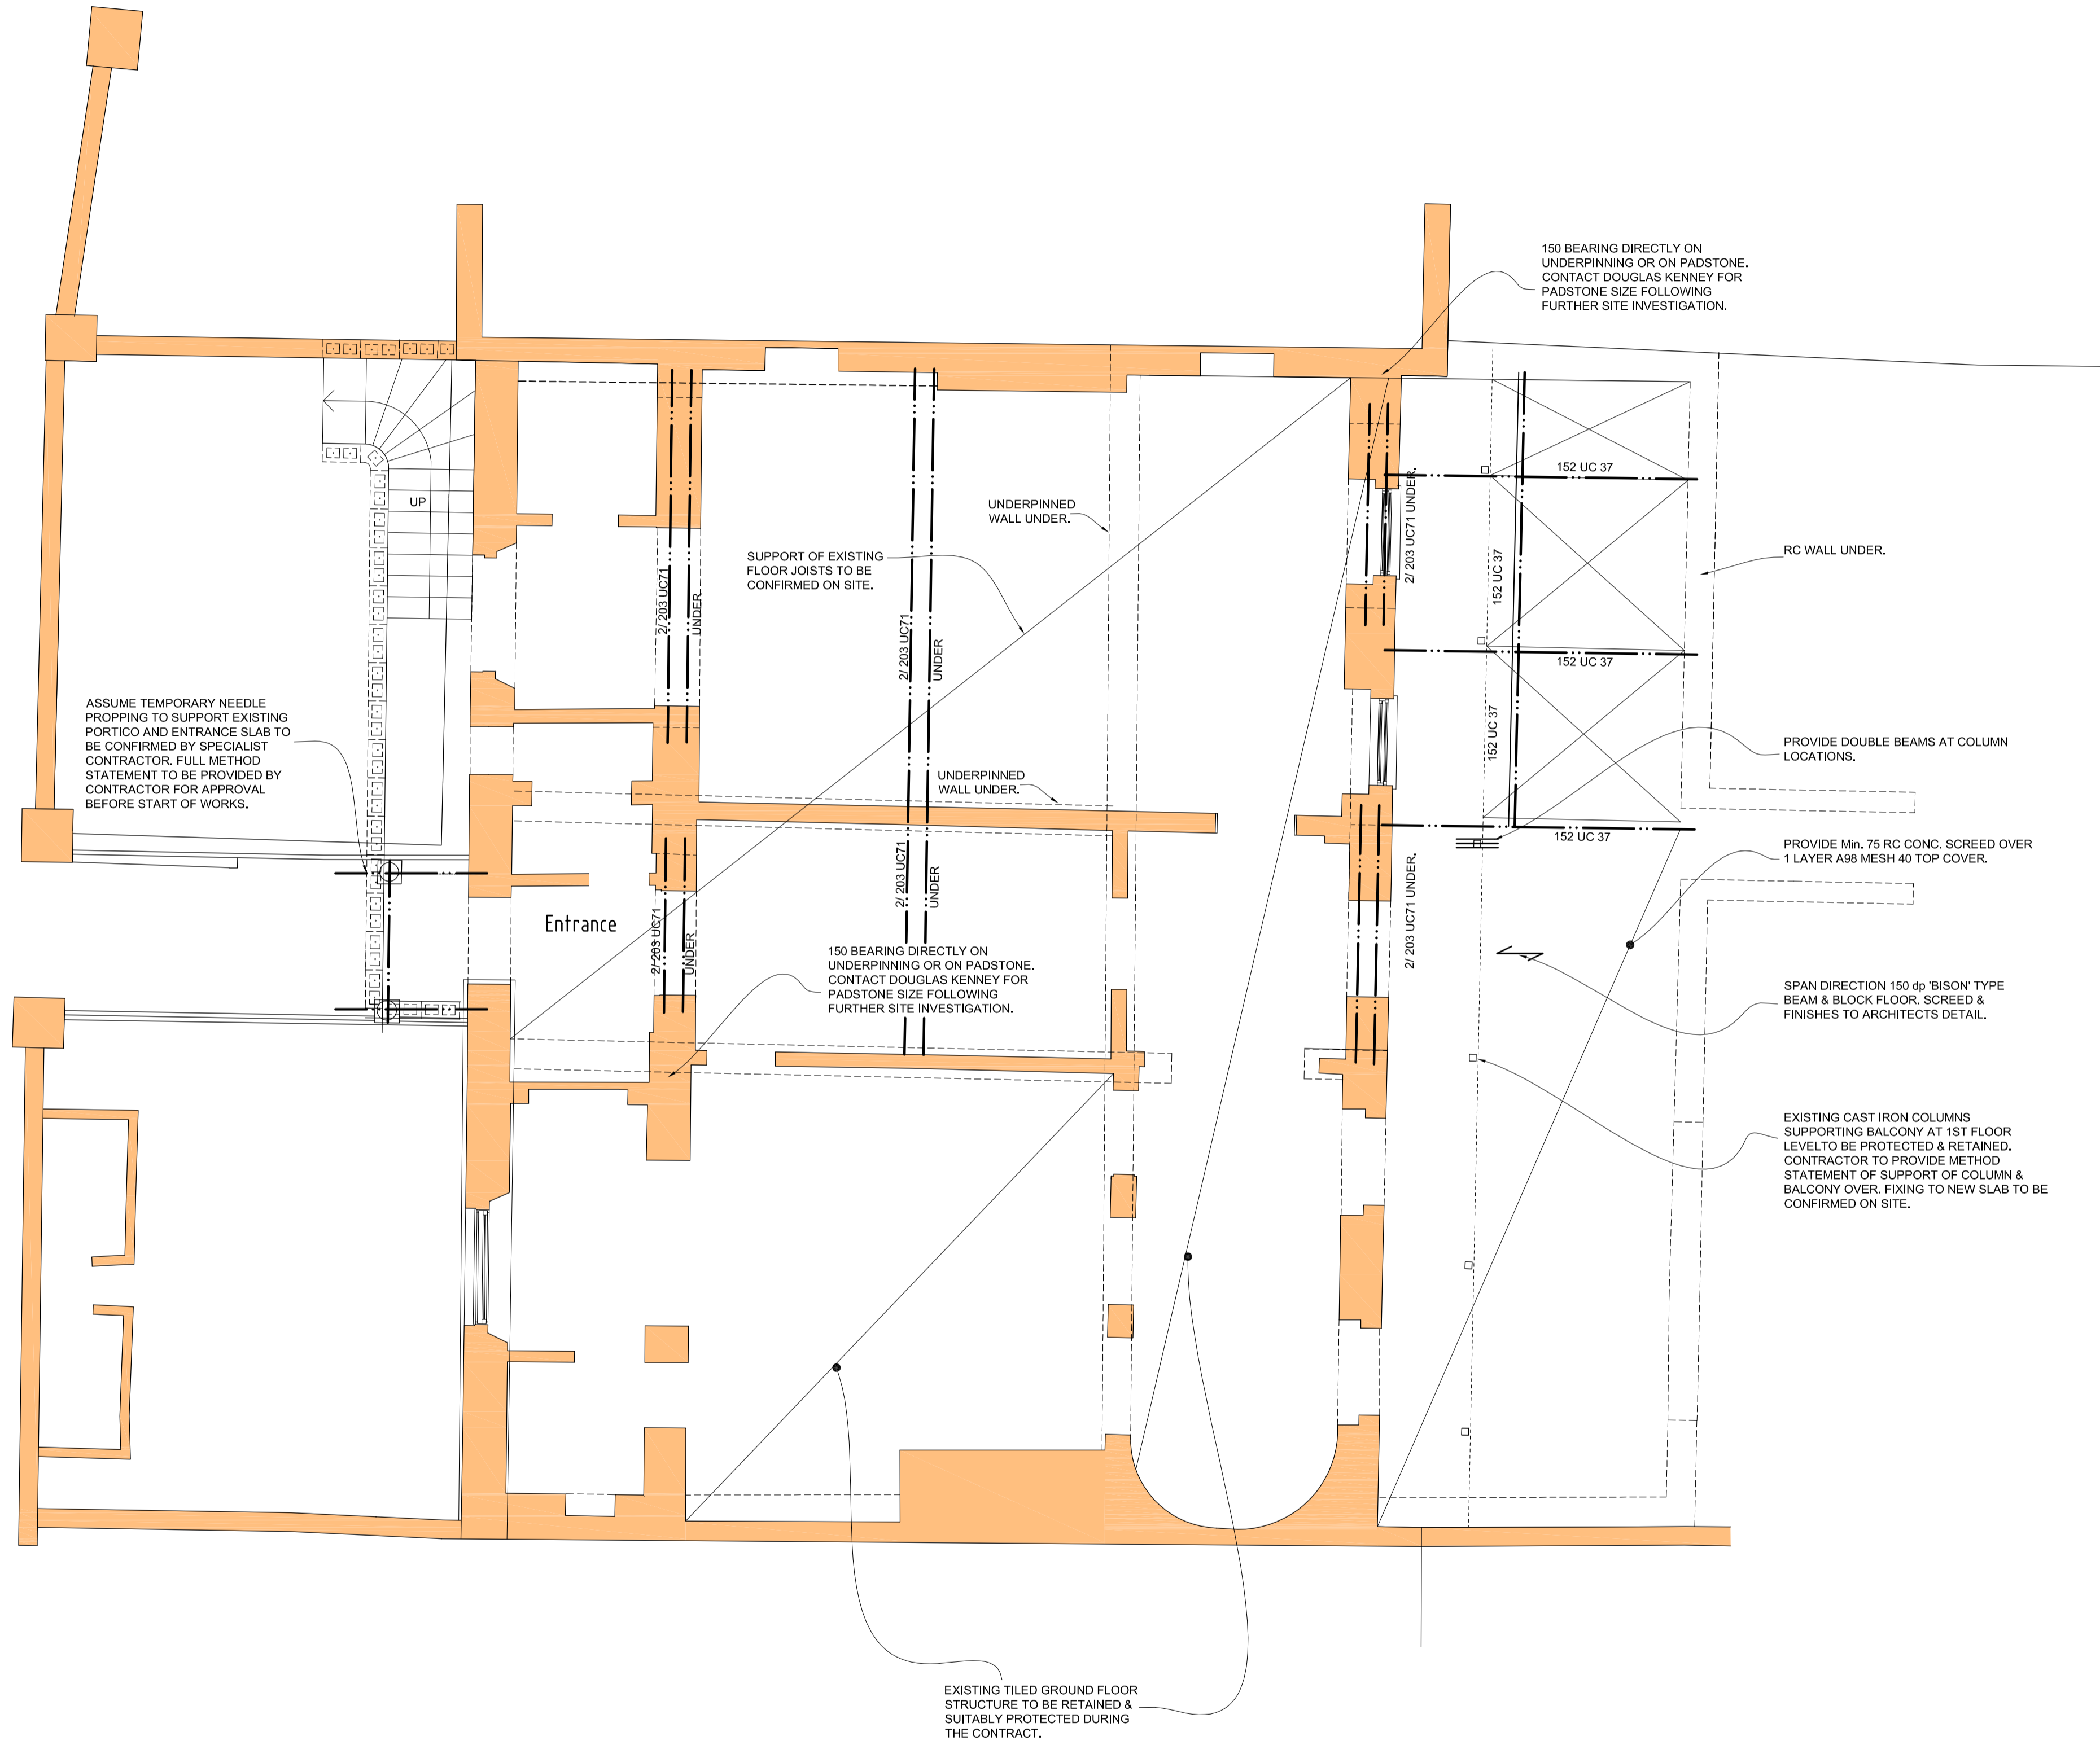 150 BEARING DIRECTLY ON
UNDERPINNING OR ON PADSTONE.
CONTACT DOUGLAS KENNEY FOR
PADSTONE SIZE FOLLOWING
FURTHER SITE INVESTIGATION.
UP
152 UC 37
2/ 203 UC71 UNDER.
UNDERPINNED
WALL UNDER.
RC WALL UNDER.
SUPPORT OF EXISTING
FLOOR JOISTS TO BE
CONFIRMED ON SITE.
152 UC 37
2/ 203 UC71
UNDER
2/ 203 UC71
UNDER
152 UC 37
ASSUME TEMPORARY NEEDLE
PROPPING TO SUPPORT EXISTING
PORTICO AND ENTRANCE SLAB TO
BE CONFIRMED BY SPECIALIST
CONTRACTOR. FULL METHOD
STATEMENT TO BE PROVIDED BY
CONTRACTOR FOR APPROVAL
BEFORE START OF WORKS.
152 UC 37
PROVIDE DOUBLE BEAMS AT COLUMN
LOCATIONS.
UNDERPINNED
WALL UNDER.
152 UC 37
PROVIDE Min. 75 RC CONC. SCREED OVER
1 LAYER A98 MESH 40 TOP COVER.
2/ 203 UC71
UNDER
2/ 203 UC71 UNDER.
Entrance
2/ 203 UC71
UNDER
150 BEARING DIRECTLY ON
UNDERPINNING OR ON PADSTONE.
CONTACT DOUGLAS KENNEY FOR
PADSTONE SIZE FOLLOWING
FURTHER SITE INVESTIGATION.
SPAN DIRECTION 150 dp 'BISON' TYPE
BEAM & BLOCK FLOOR. SCREED &
FINISHES TO ARCHITECTS DETAIL.
EXISTING CAST IRON COLUMNS
SUPPORTING BALCONY AT 1ST FLOOR
LEVELTO BE PROTECTED & RETAINED.
CONTRACTOR TO PROVIDE METHOD
STATEMENT OF SUPPORT OF COLUMN &
BALCONY OVER. FIXING TO NEW SLAB TO BE
CONFIRMED ON SITE.
EXISTING TILED GROUND FLOOR
STRUCTURE TO BE RETAINED &
SUITABLY PROTECTED DURING
THE CONTRACT.